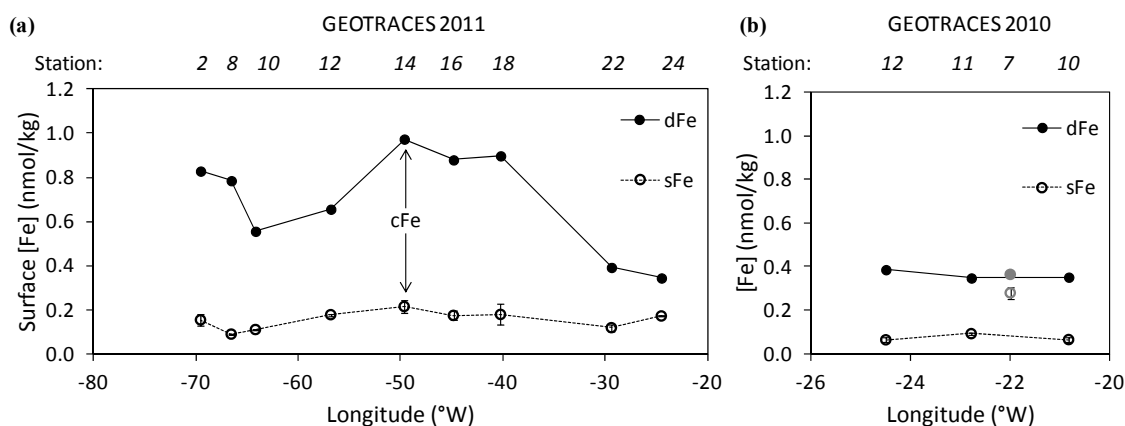 (a) GEOTRACES 2011
Station: 2 8 10 12 14 16 18 22 24
Surface [Fe] (nmol/kg)
1.2
1.0
0.8
0.6
0.4
0.2
0.0
dFe
sFe
cFe
-80 -70 -60 -50 -40 -30 -20
Longitude (°W)
(b) GEOTRACES 2010
Station: 12 11 7 10
[Fe] (nmol/kg)
1.2
1.0
0.8
0.6
0.4
0.2
0.0
dFe
sFe
-26 -24 -22 -20
Longitude (°W)